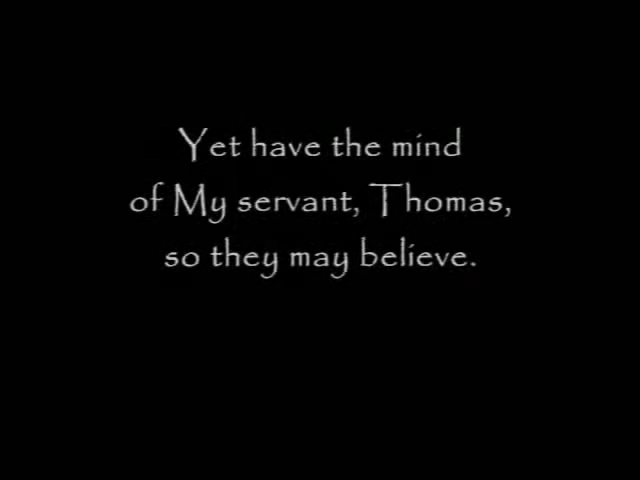 Yet have the mind
of My servant, Thomas,
so they may believe.